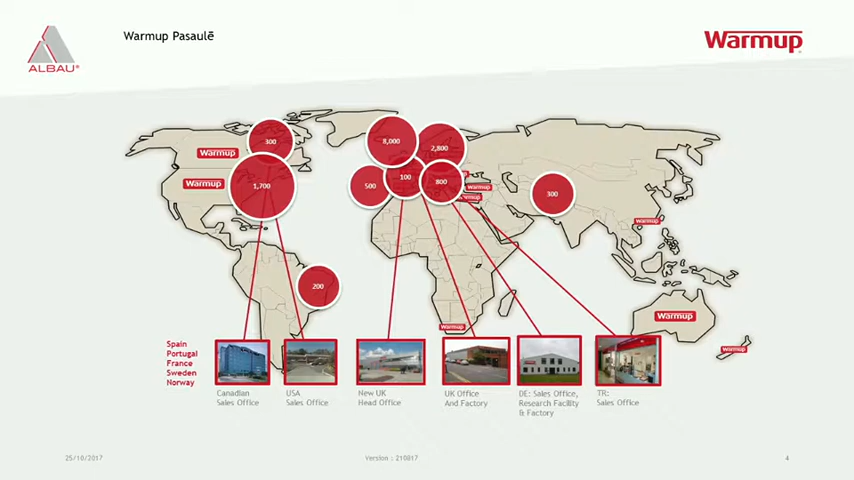 Warmup Pasaulē
ALBAU®
Warmup
300
8,000
2,800
Warmup
Warmup
1,700
500
100
800
Warmup
300
Warmup
200
Warmup
Warmup
Warmup
Spain
Portugal
France
Sweden
Norway
Canadian
Sales Office
USA
Sales Office
New UK
Head Office
UK Office
And Factory
DE: Sales Office,
Research Facility
& Factory
TR:
Sales Office
25/10/2017
Version : 210817
4